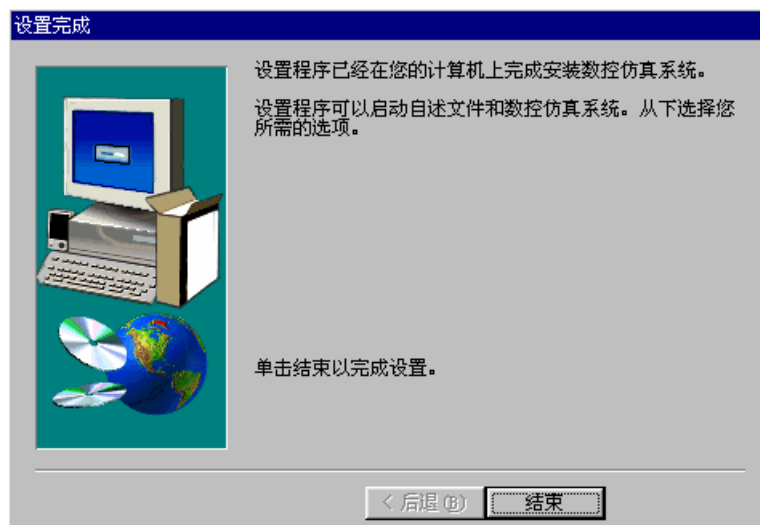 设置完成
设置程序已经在您的计算机上完成安装数控仿真系统。
设置程序可以启动自述文件和数控仿真系统。从下选择您
所需的选项。
单击结束以完成设置。
< 后退(B)
结束